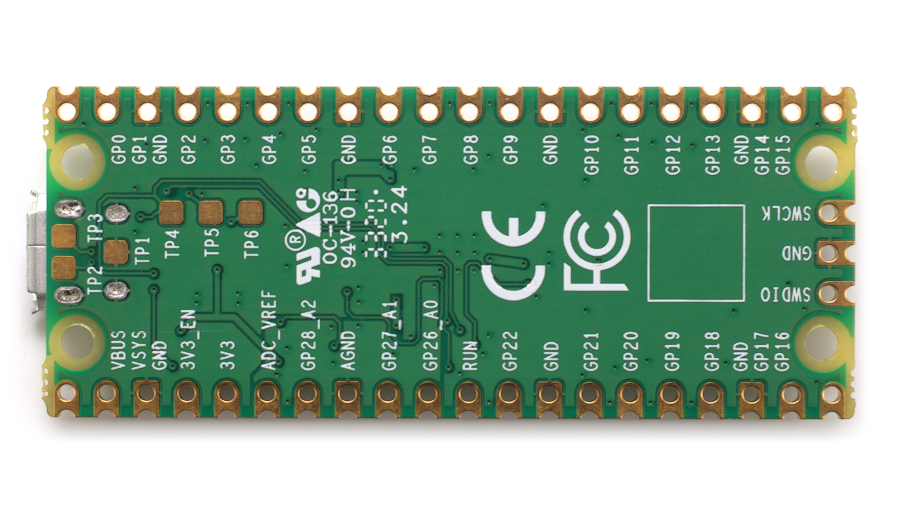 GP0
GP1
GND
GP2
GP3
GP4
GP5
GND
GP6
GP7
GP8
GP9
GND
GP10
GP11
GP12
GP13
GND
GP14
GP15
TP3
TP2
TP1
TP4
TP5
TP6
®
OC-136
94V-0H
3320.
3.24
CE
FC
SWCLK
GND
SWDIO
VBUS
VSYS
GND
3V3_EN
3V3
ADC_VREF
GP28_A2
AGND
GP27_A1
GP26_A0
RUN
GP22
GND
GP21
GP20
GP19
GP18
GND
GP17
GP16